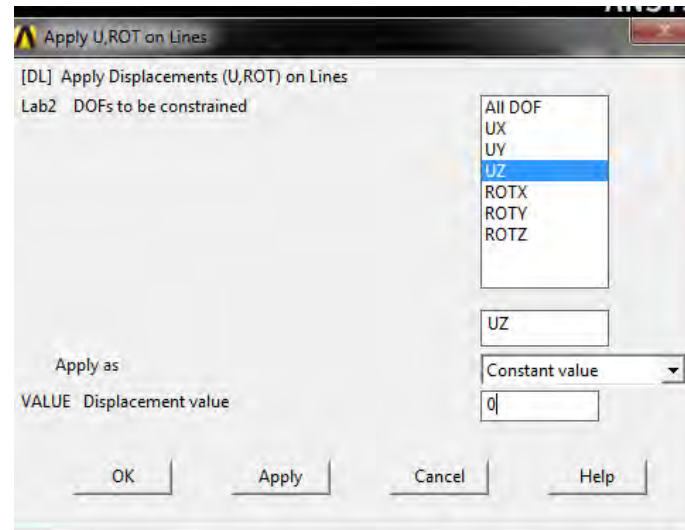 Apply U,ROT on Lines
[DL] Apply Displacements (U,ROT) on Lines
Lab2 DOFs to be constrained
All DOF
UX
UY
UZ
ROTX
ROTY
ROTZ
UZ
Apply as
Constant value
VALUE Displacement value
0
OK Apply Cancel Help